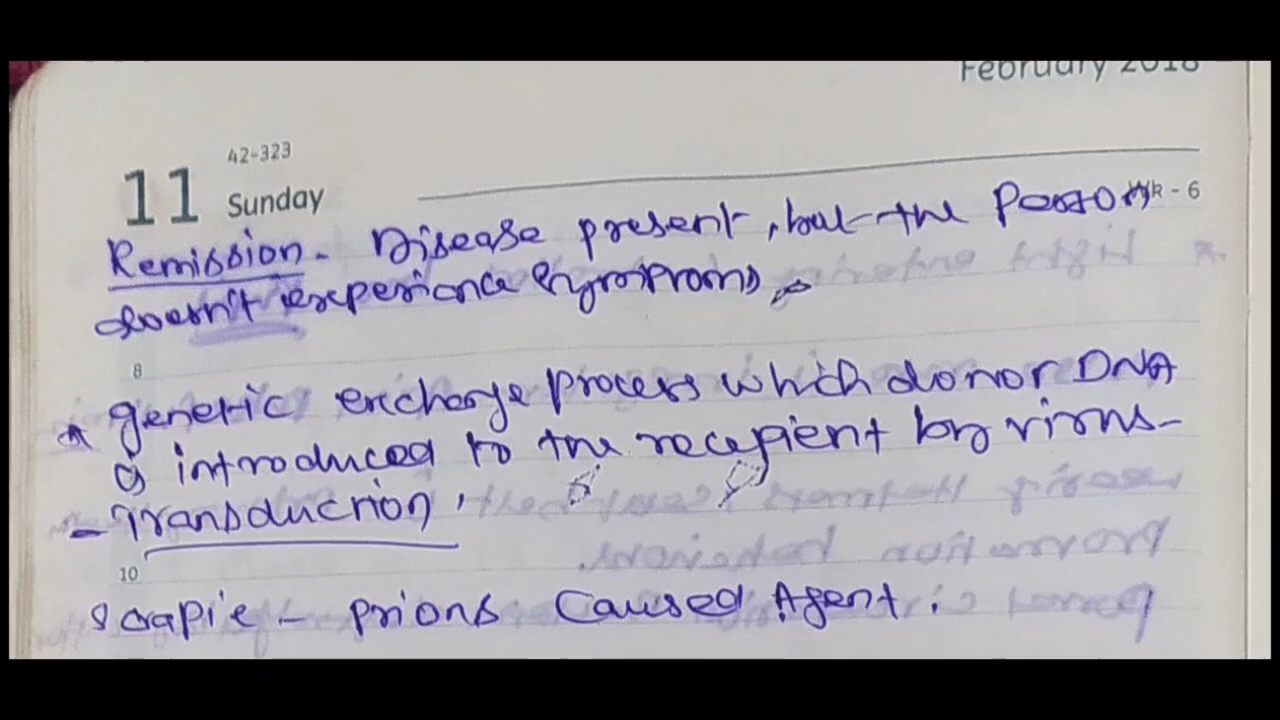 February 2018
42-323
11 Sunday
Wk - 6
Remission - Disease present, but the Person
doesn't experience Symptoms.
8
* genetic exchange process which donor DNA
is introduced to the recepient by virus -
- Transduction.
10
Scrapie - prions Caused Agent.